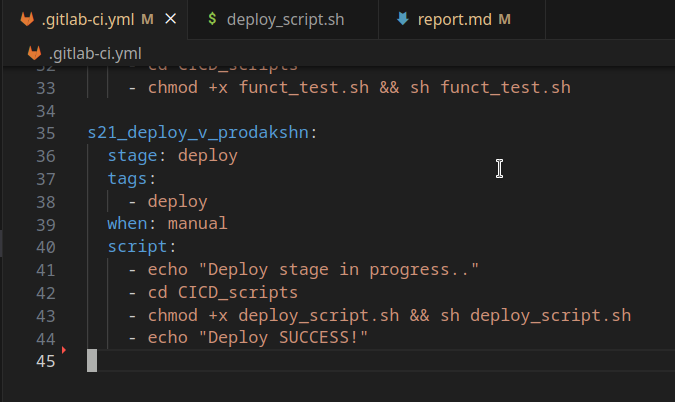 .gitlab-ci.yml M
$ deploy_script.sh
report.md M
.gitlab-ci.yml
32 - cd CICD_scripts
33 - chmod +x funct_test.sh && sh funct_test.sh
34
35 s21_deploy_v_prodakshn:
36 stage: deploy
37 tags:
38 - deploy
39 when: manual
40 script:
41 - echo "Deploy stage in progress.."
42 - cd CICD_scripts
43 - chmod +x deploy_script.sh && sh deploy_script.sh
44 - echo "Deploy SUCCESS!"
45